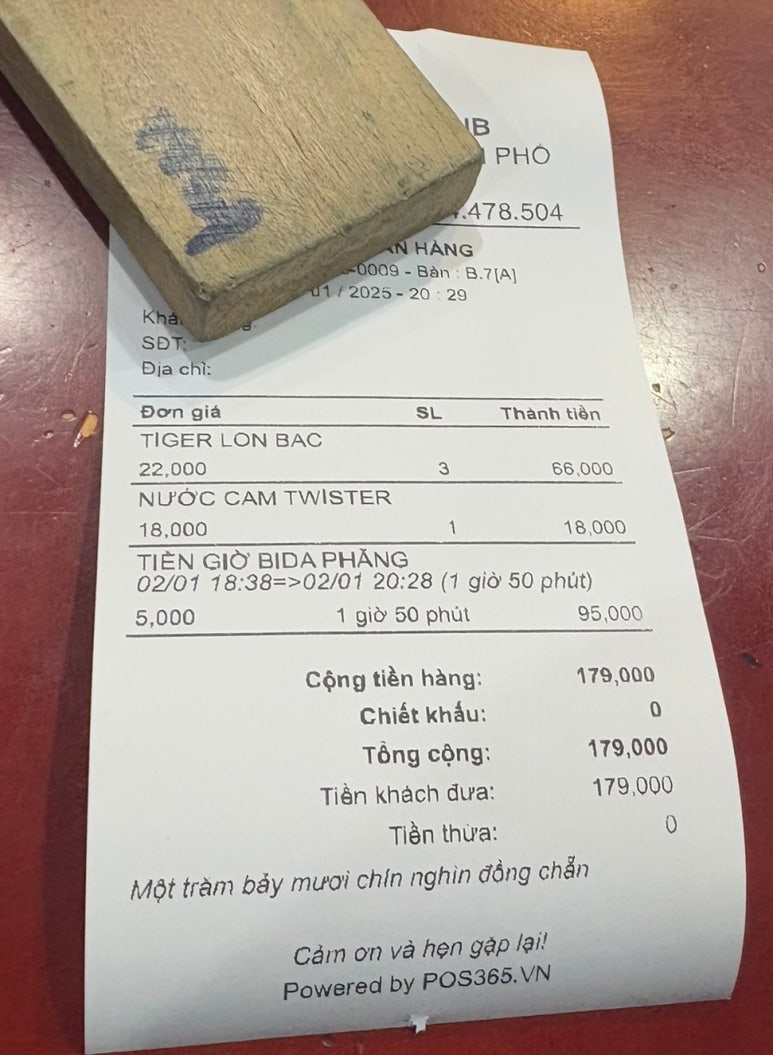 PHỐ
.478.504
HÀNG
-0009 - Bàn : B.7[A]
01 / 2025 - 20 : 29
SĐT:
Địa chỉ:
Đơn giá SL Thành tiền
TIGER LON BẠC
22,000 3 66,000
NƯỚC CAM TWISTER
18,000 1 18,000
TIỀN GIỜ BIDA PHĂNG
02/01 18:38=>02/01 20:28 (1 giờ 50 phút)
5,000 1 giờ 50 phút 95,000
Cộng tiền hàng: 179,000
Chiết khấu: 0
Tổng cộng: 179,000
Tiền khách đưa: 179,000
Tiền thừa: 0
Một trăm bảy mươi chín nghìn đồng chẵn
Cảm ơn và hẹn gặp lại!
Powered by POS365.VN